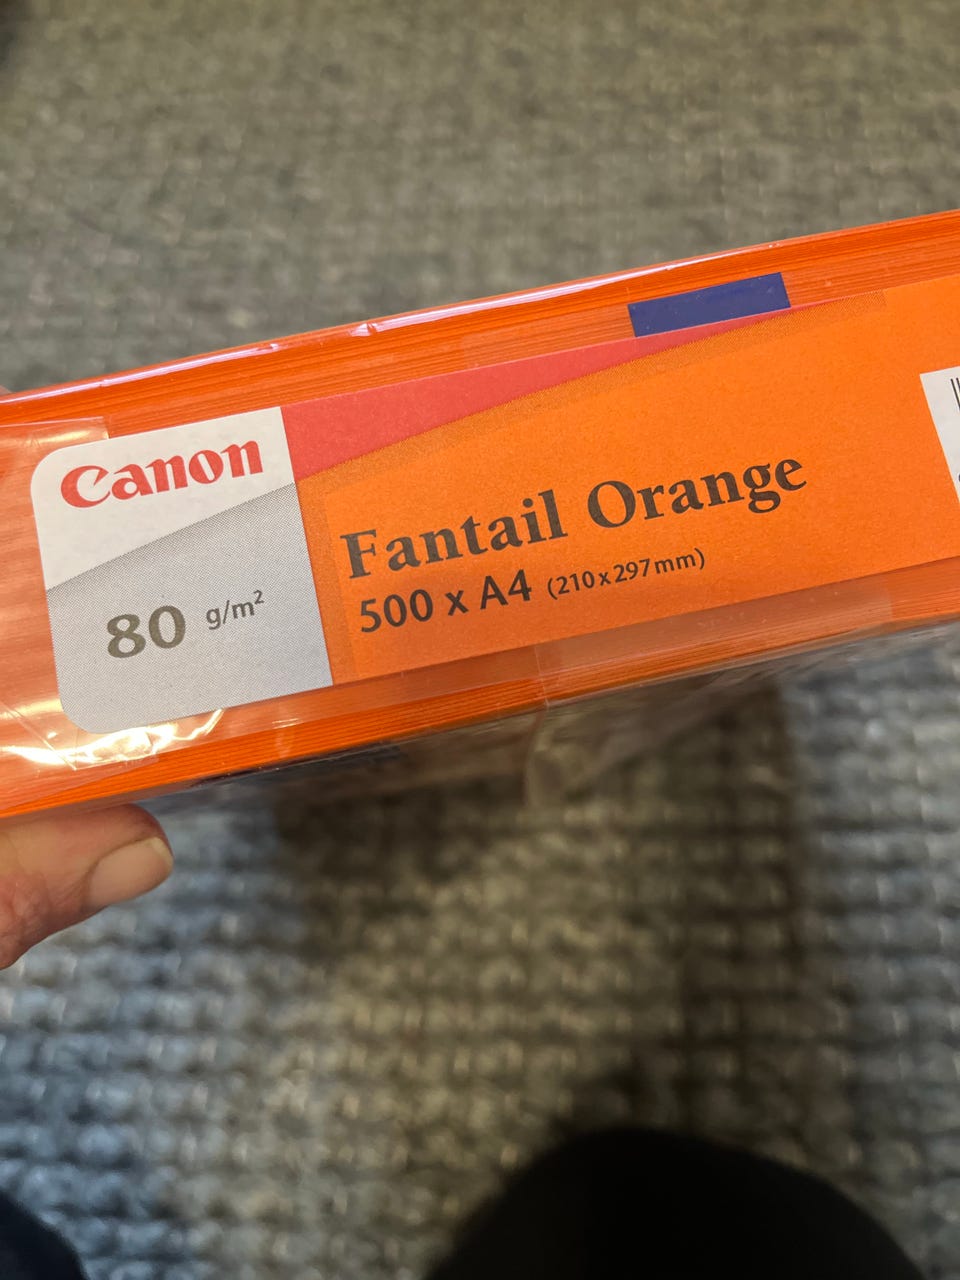 Canon
80 g/m²
Fantail Orange
500 x A4 (210x297mm)